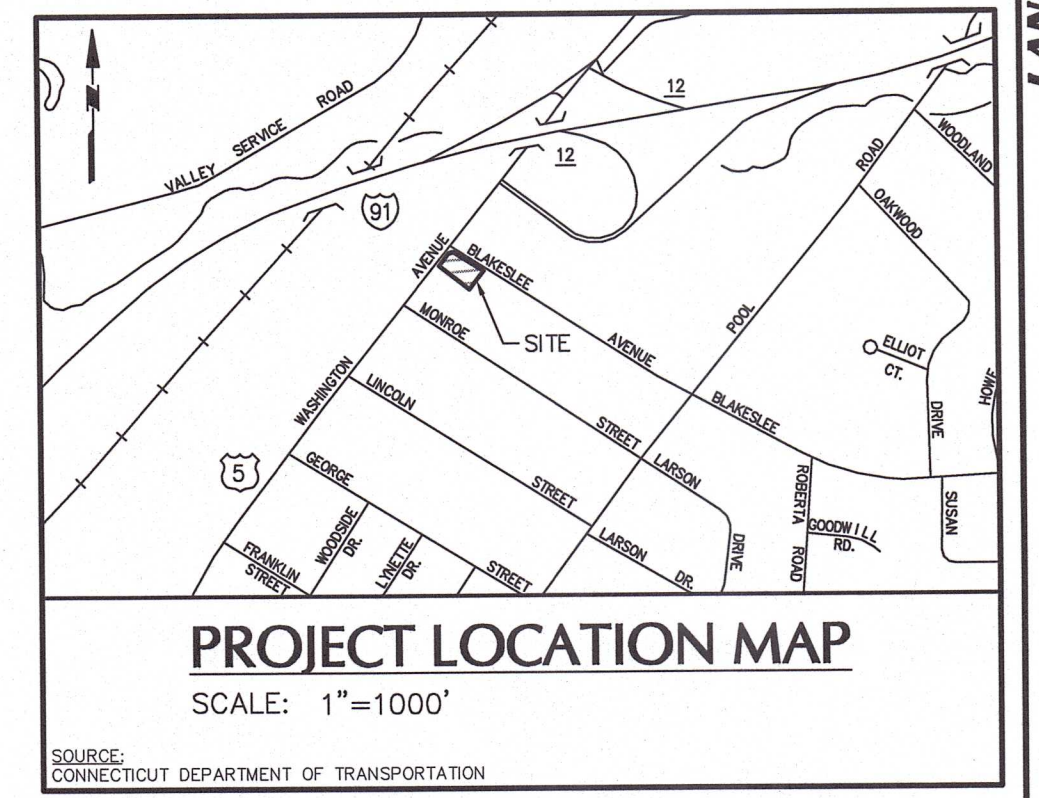 LAN
N
VALLEY SERVICE ROAD
12
12
91
AVENUE
BLAKESLEE
AVENUE
SITE
MONROE
STREET
WASHINGTON
LINCOLN
STREET
5
GEORGE
STREET
FRANKLIN
STREET
WOODSIDE
DR.
LYNETTE
DR.
POOL
ROAD
WOODLAND
OAKWOOD
DRIVE
ELLIOT
CT.
HOWE
BLAKESLEE
LARSON
DRIVE
LARSON
DR.
ROBERTA ROAD
GOODWILL
RD.
SUSAN
PROJECT LOCATION MAP
SCALE: 1"=1000'
SOURCE:
CONNECTICUT DEPARTMENT OF TRANSPORTATION